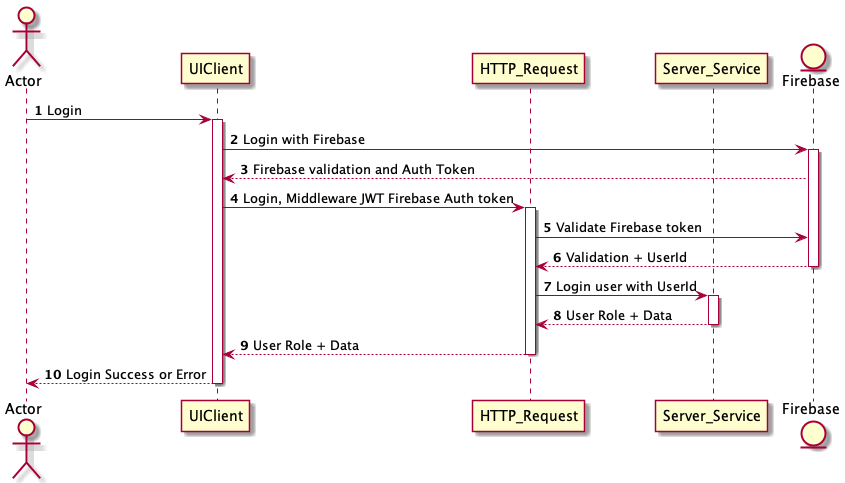 Actor
UIClient
HTTP_Request
Server_Service
Firebase
1 Login
2 Login with Firebase
3 Firebase validation and Auth Token
4 Login, Middleware JWT Firebase Auth token
5 Validate Firebase token
6 Validation + UserId
7 Login user with UserId
8 User Role + Data
9 User Role + Data
10 Login Success or Error
Actor
UIClient
HTTP_Request
Server_Service
Firebase